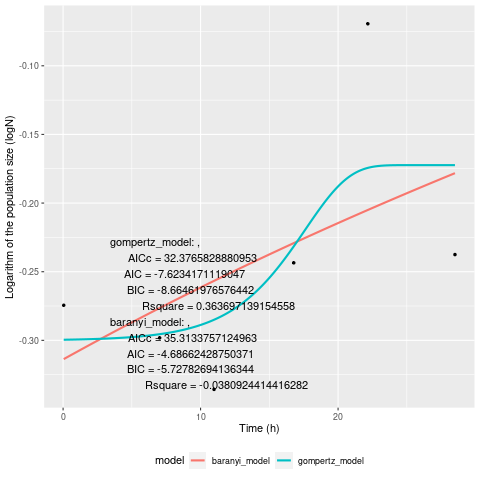 -0.10
-0.15
-0.20
-0.25
-0.30
Logarithm of the population size (logN)
gompertz_model: ,
AICc = 32.3765828880953
AIC = -7.6234171119047
BIC = -8.66461976576442
Rsquare = 0.363697139154558
baranyi_model: ,
AICc = 35.3133757124963
AIC = -4.68662428750371
BIC = -5.72782694136344
Rsquare = -0.0380924414416282
0 10 20
Time (h)
model baranyi_model gompertz_model